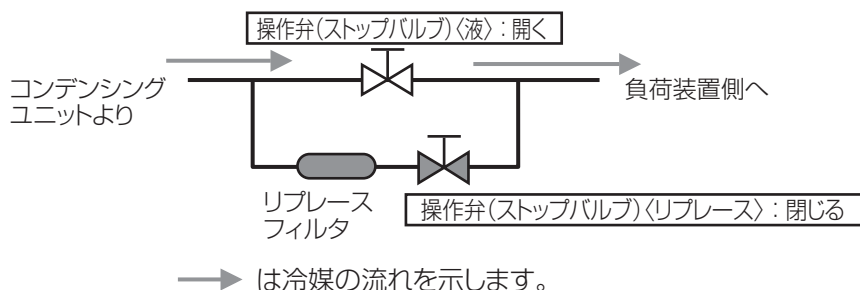 操作弁(ストップバルブ)〈液〉：開く
コンデンシング
ユニットより
負荷装置側へ
リプレース
フィルタ
操作弁(ストップバルブ)〈リプレース〉：閉じる
は冷媒の流れを示します。